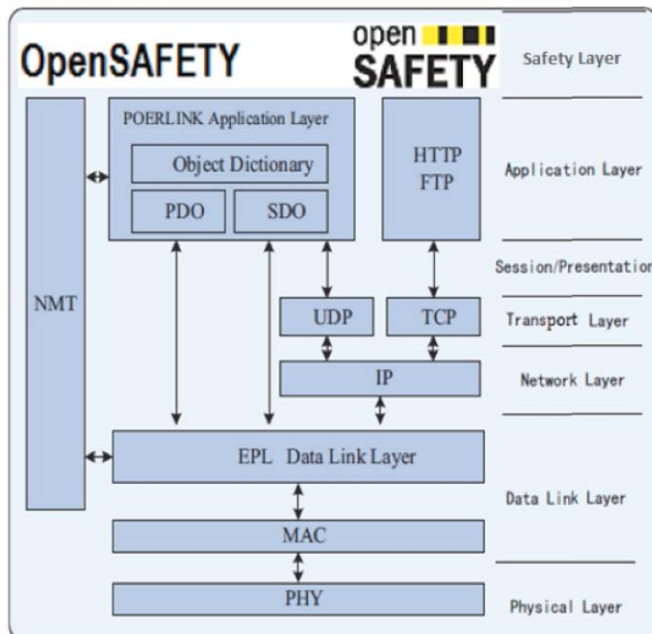 OpenSAFETY
open
SAFETY
Safety Layer
POERLINK Application Layer
Object Dictionary
PDO
SDO
HTTP
FTP
Application Layer
Session/Presentation
NMT
UDP
TCP
Transport Layer
IP
Network Layer
EPL Data Link Layer
Data Link Layer
MAC
PHY
Physical Layer